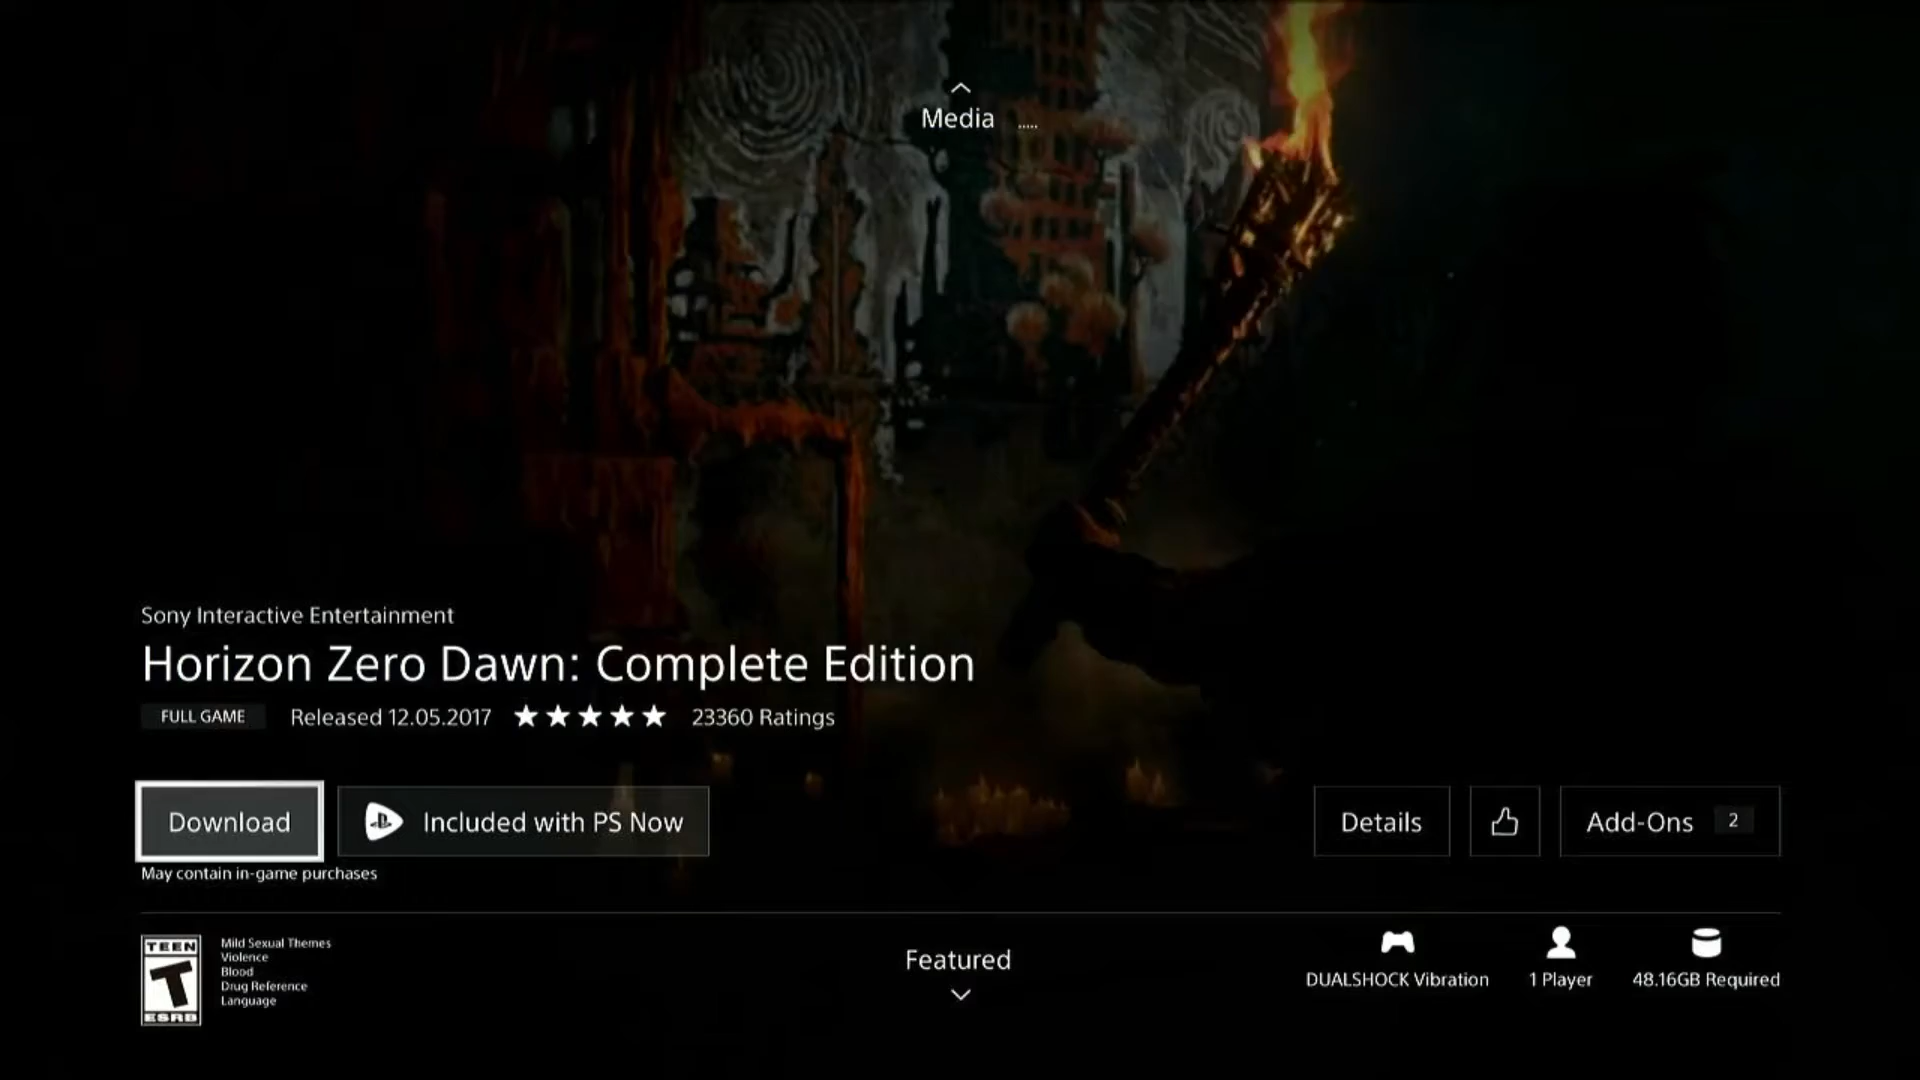 Media
Sony Interactive Entertainment
Horizon Zero Dawn: Complete Edition
FULL GAME Released 12.05.2017 23360 Ratings
Download Included with PS Now Details Add-Ons 2
May contain in-game purchases
TEEN
T
ESRB
Mild Sexual Themes
Violence
Blood
Drug Reference
Language
Featured
DUALSHOCK Vibration 1 Player 48.16GB Required